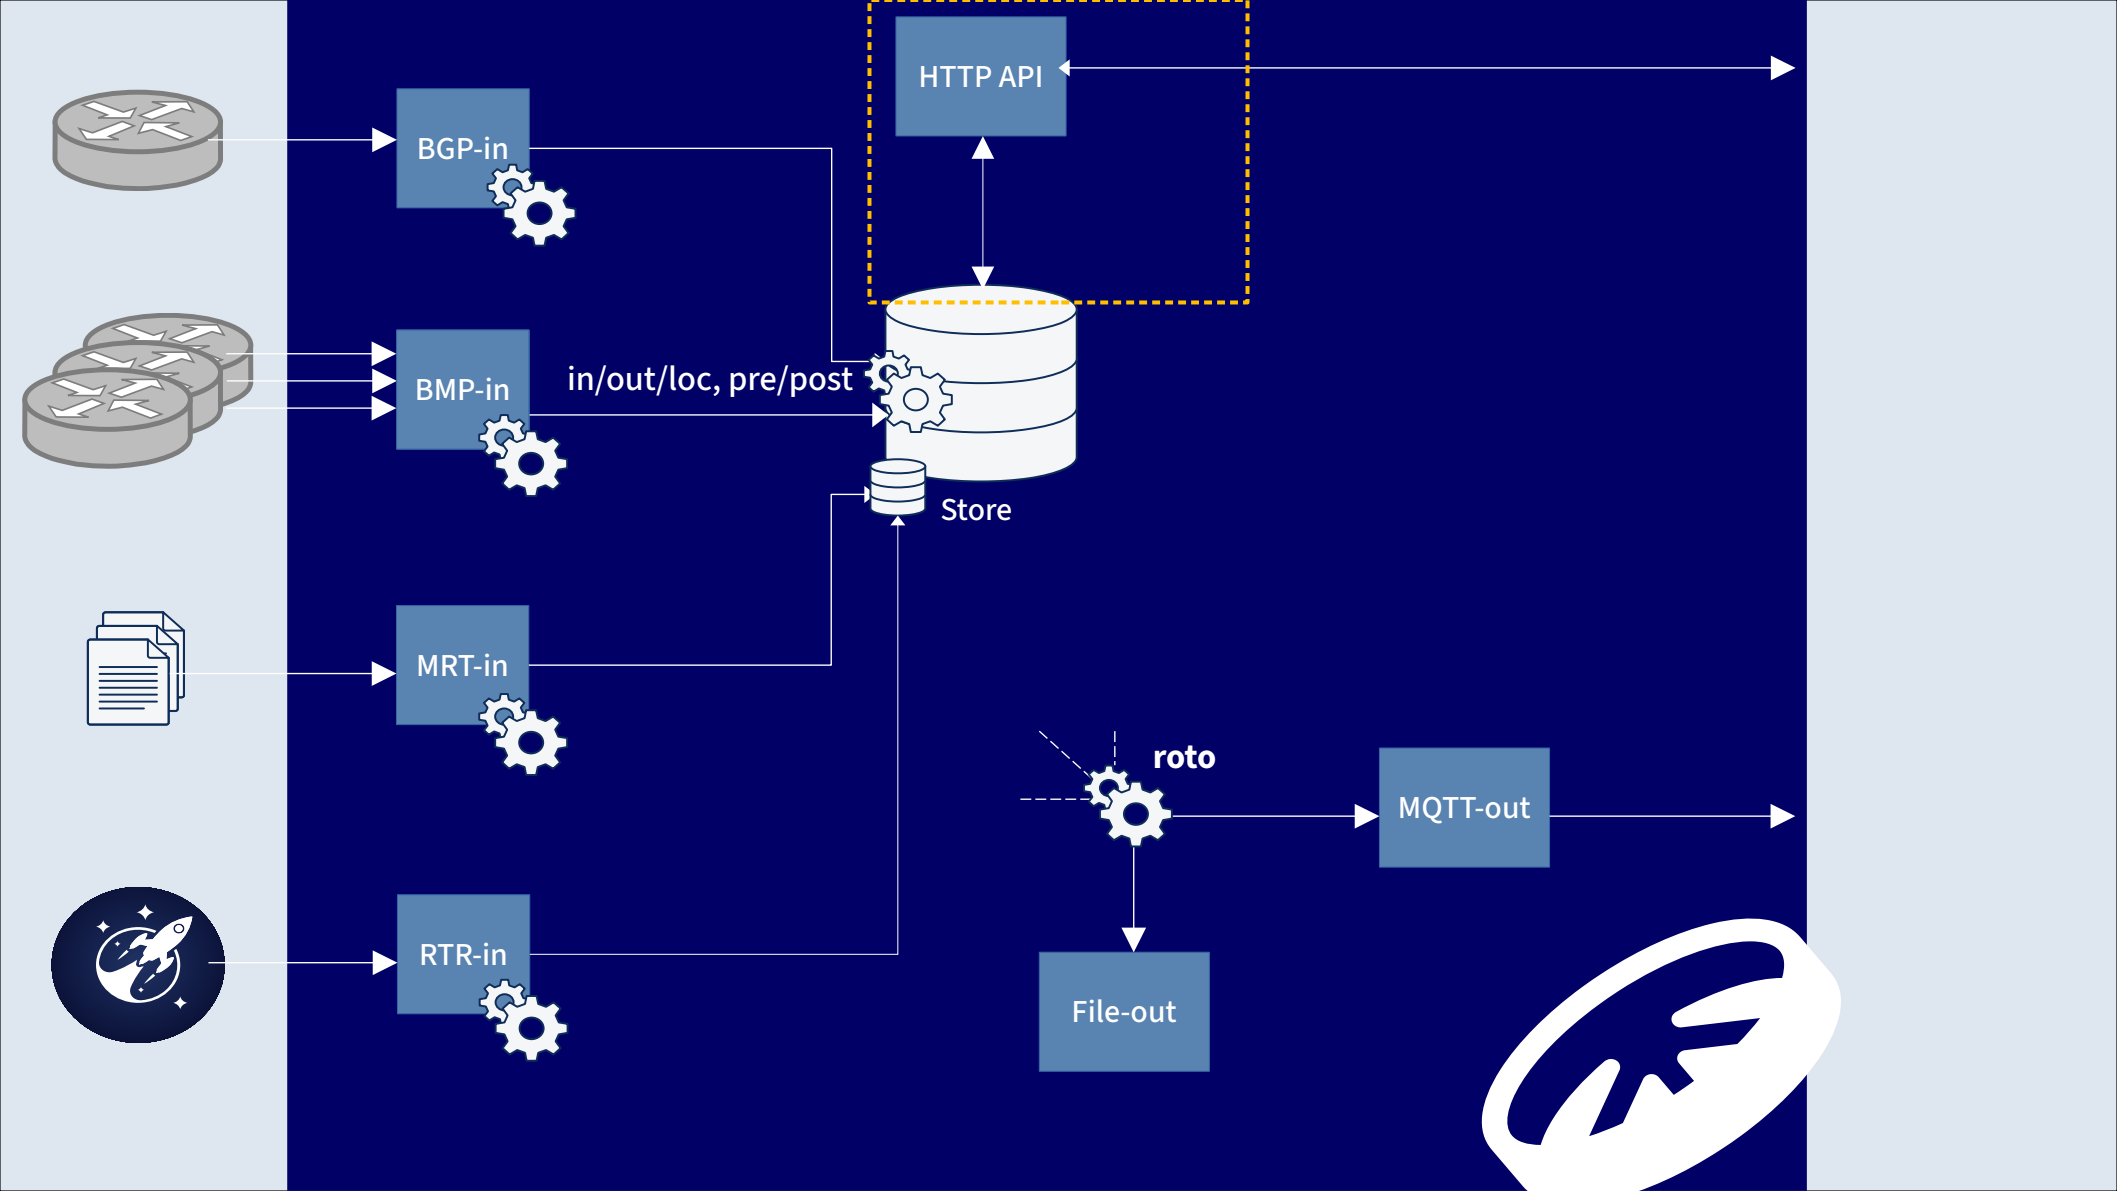 HTTP API
BGP-in
BMP-in
in/out/loc, pre/post
Store
MRT-in
roto
MQTT-out
RTR-in
File-out